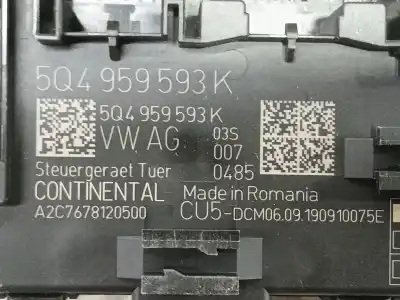 5Q4 959 593 K
5Q4 959 593 K
VW AG 03S
007
Steuergeraet Tuer 0485
CONTINENTAL Made in Romania
A2C7678120500 CU5-DCM06.09.190910075E